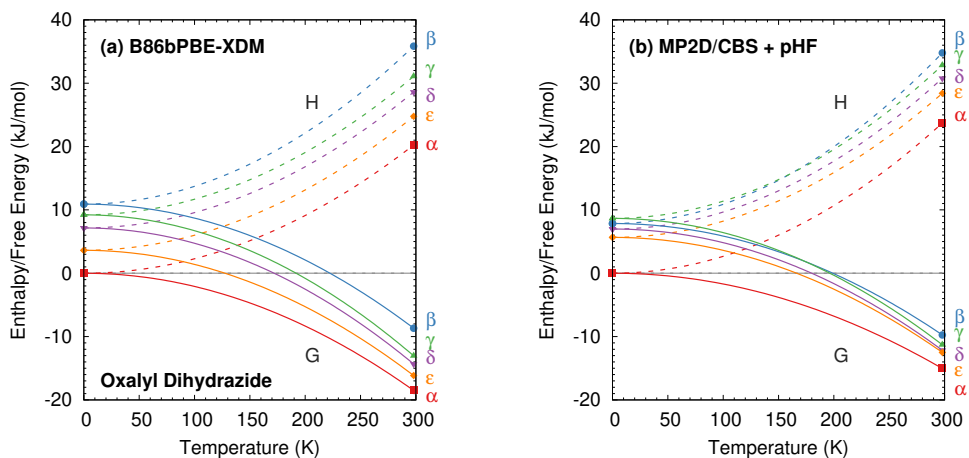 (a) B86bPBE-XDM
Enthalpy/Free Energy (kJ/mol)
40
30
20
10
0
-10
-20
H
G
β
γ
δ
ε
α
β
γ
δ
ε
α
Oxalyl Dihydrazide
0 50 100 150 200 250 300
Temperature (K)
(b) MP2D/CBS + pHF
Enthalpy/Free Energy (kJ/mol)
40
30
20
10
0
-10
-20
H
G
β
γ
δ
ε
α
β
γ
δ
ε
α
0 50 100 150 200 250 300
Temperature (K)